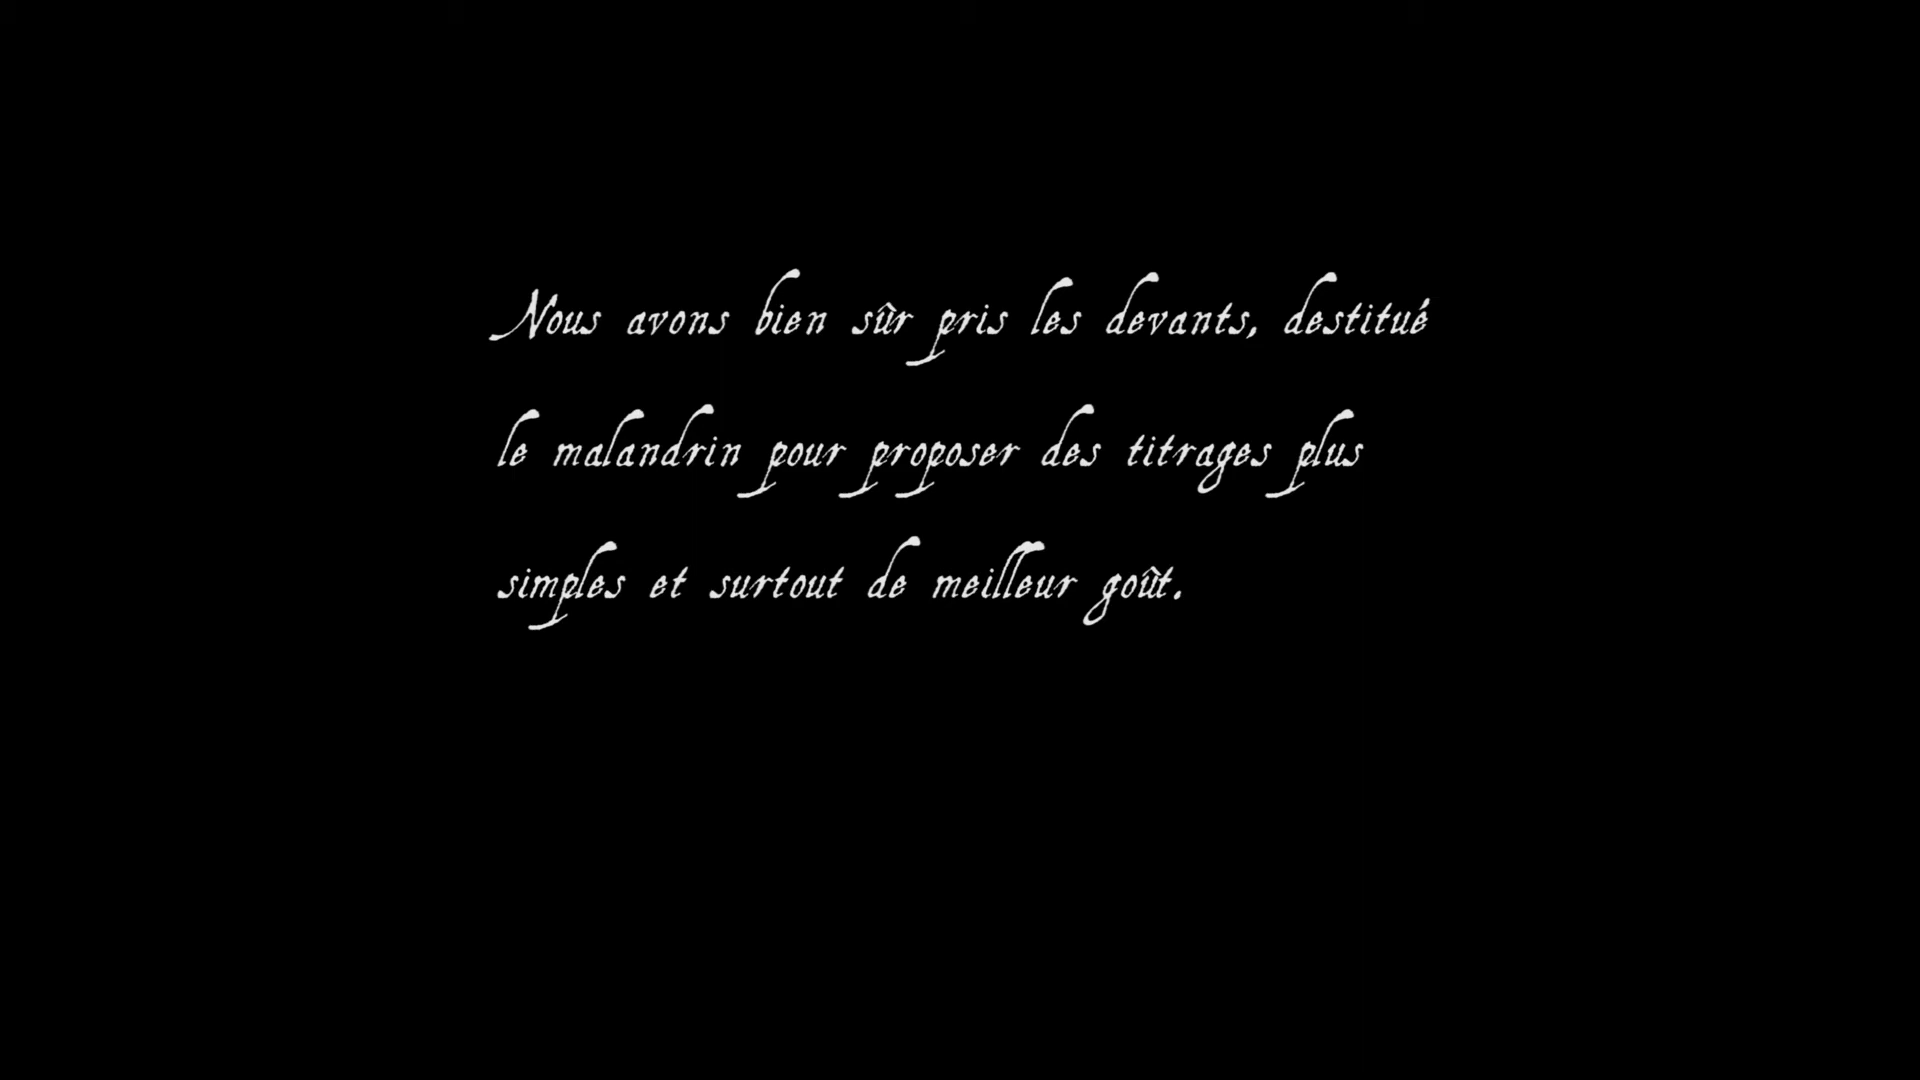 Nous avons bien sûr pris les devants, destitué
le malandrin pour proposer des titrages plus
simples et surtout de meilleur goût.